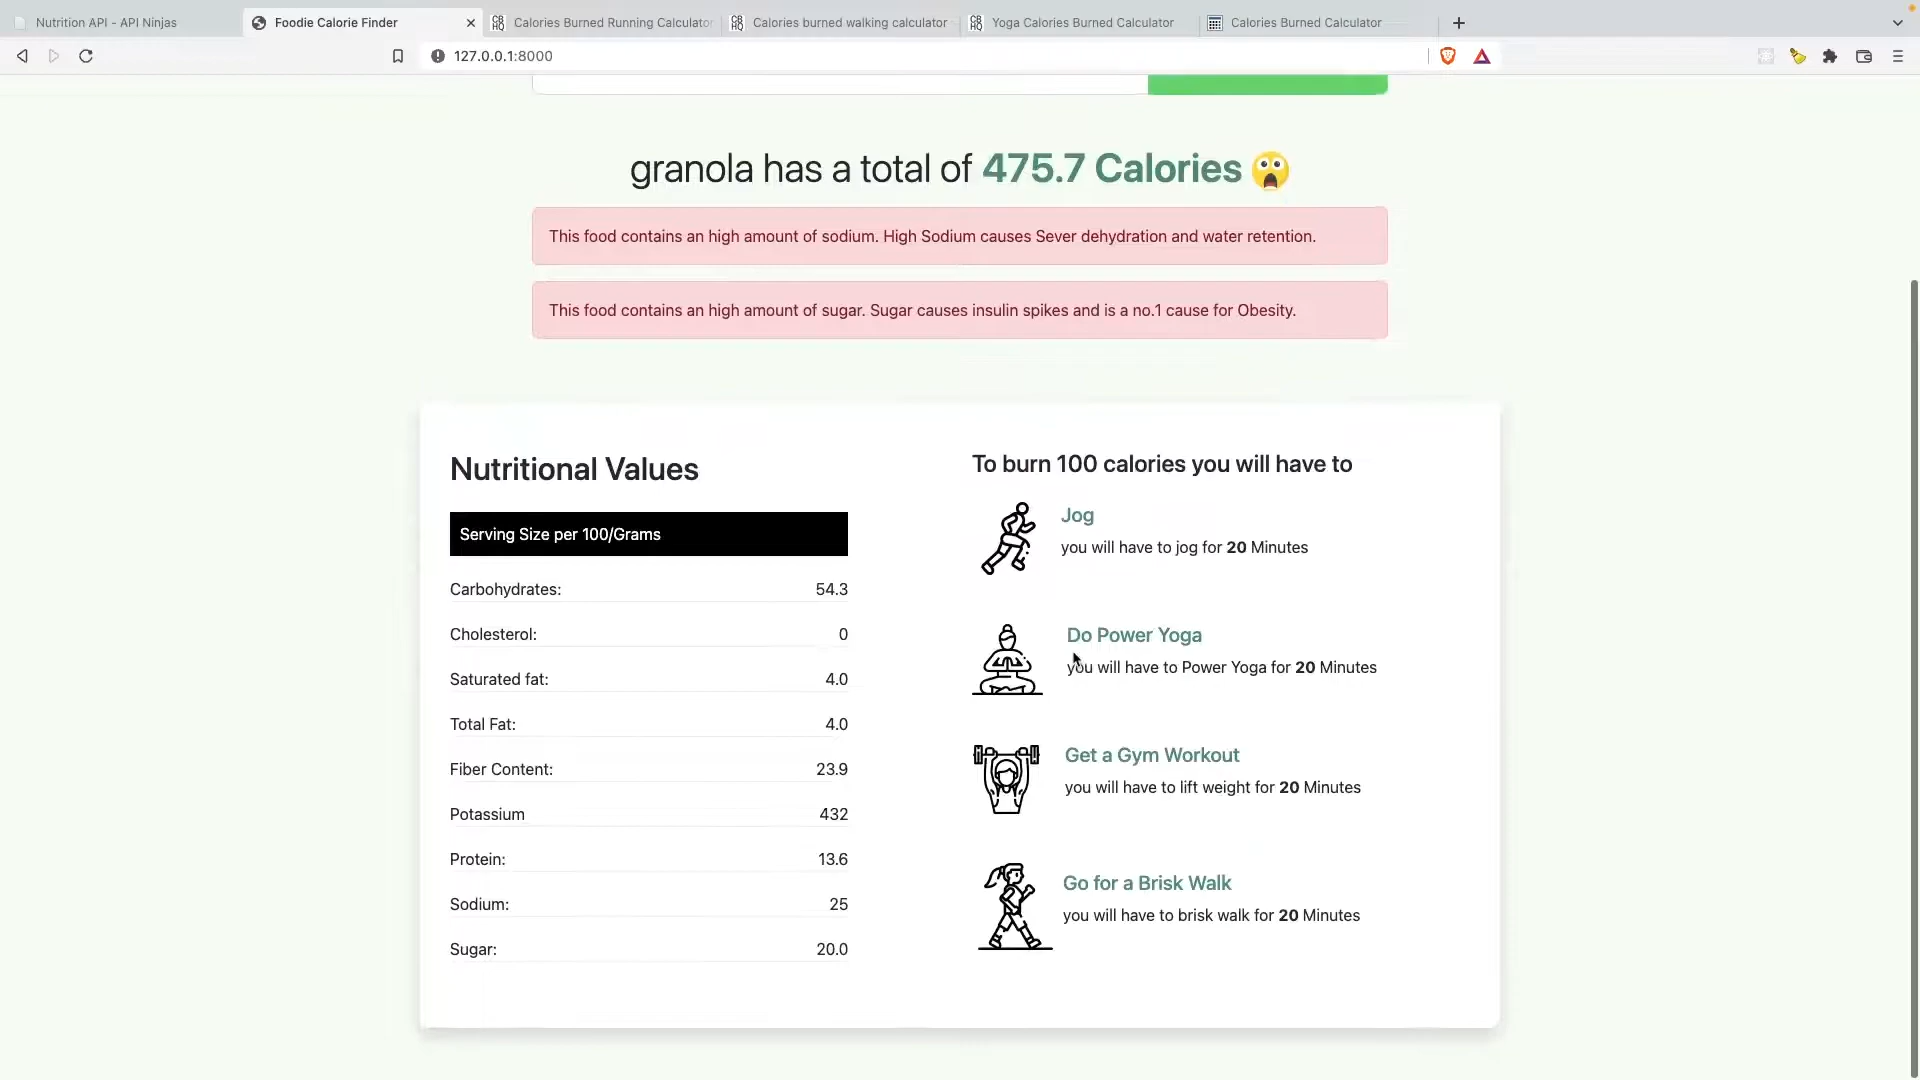 Nutrition API - API Ninjas
Foodie Calorie Finder
Calories Burned Running Calculator
Calories burned walking calculator
Yoga Calories Burned Calculator
Calories Burned Calculator
127.0.0.1:8000
granola has a total of 475.7 Calories 😲
This food contains an high amount of sodium. High Sodium causes Sever dehydration and water retention.
This food contains an high amount of sugar. Sugar causes insulin spikes and is a no.1 cause for Obesity.
Nutritional Values
Serving Size per 100/Grams
Carbohydrates: 54.3
Cholesterol: 0
Saturated fat: 4.0
Total Fat: 4.0
Fiber Content: 23.9
Potassium 432
Protein: 13.6
Sodium: 25
Sugar: 20.0
To burn 100 calories you will have to
Jog
you will have to jog for 20 Minutes
Do Power Yoga
you will have to Power Yoga for 20 Minutes
Get a Gym Workout
you will have to lift weight for 20 Minutes
Go for a Brisk Walk
you will have to brisk walk for 20 Minutes